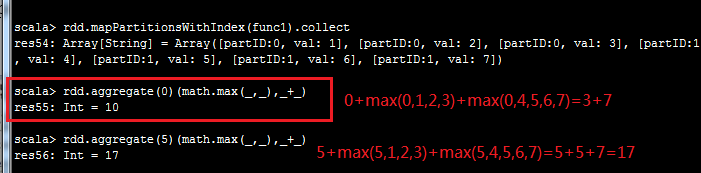 scala> rdd.mapPartitionsWithIndex(func1).collect
res54: Array[String] = Array([partID:0, val: 1], [partID:0, val: 2], [partID:0, val: 3], [partID:1
, val: 4], [partID:1, val: 5], [partID:1, val: 6], [partID:1, val: 7])
scala> rdd.aggregate(0)(math.max(_,_),_+_)
res55: Int = 10
0+max(0,1,2,3)+max(0,4,5,6,7)=3+7
scala> rdd.aggregate(5)(math.max(_,_),_+_)
res56: Int = 17
5+max(5,1,2,3)+max(5,4,5,6,7)=5+5+7=17